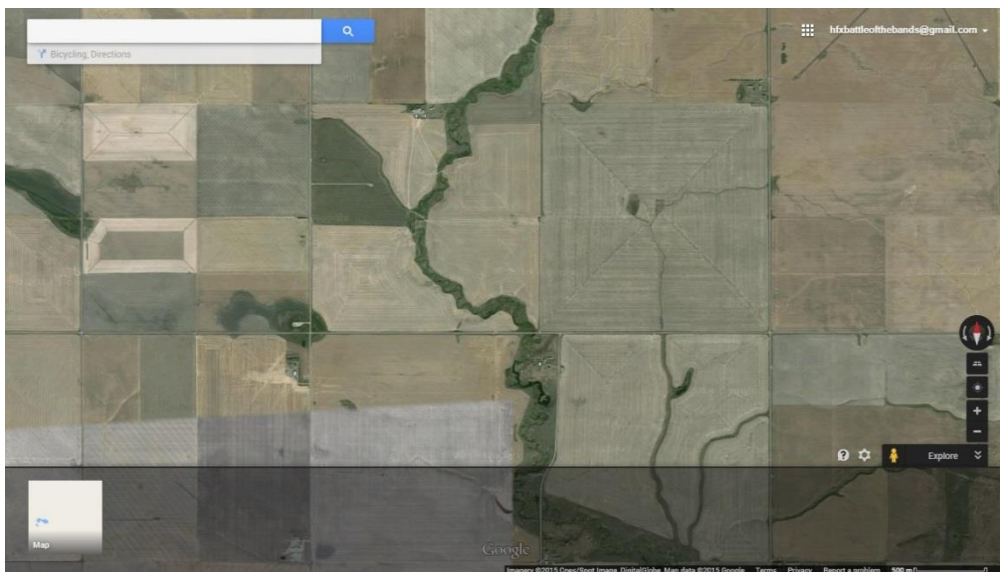 hfxbattleofthebands@gmail.com
Bicycling, Directions
Explore
Map
Google
Imagery ©2015 Cnes/Spot Image, DigitalGlobe, Map data ©2015 Google Terms Privacy Report a problem 500 m